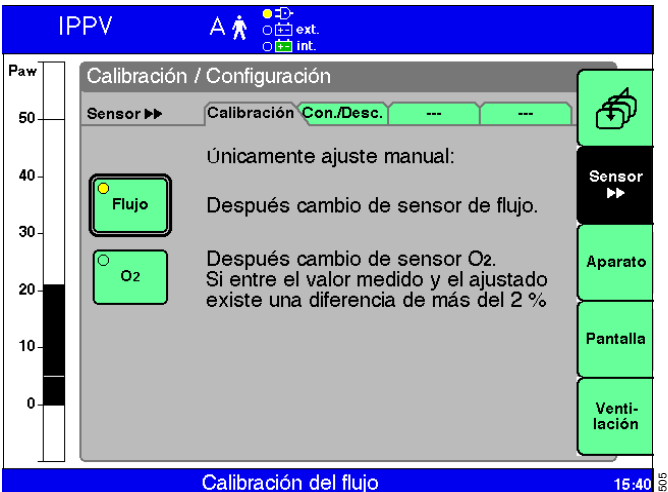 IPPV
A
ext.
int.
Paw
Calibración / Configuración
Sensor ▶▶
Calibración
Con./Desc.
---
---
50
40
30
20
10
0
Únicamente ajuste manual:
Flujo
Después cambio de sensor de flujo.
O2
Después cambio de sensor O2.
Si entre el valor medido y el ajustado
existe una diferencia de más del 2 %
Sensor
▶▶
Aparato
Pantalla
Venti-
lación
Calibración del flujo
15:40
505